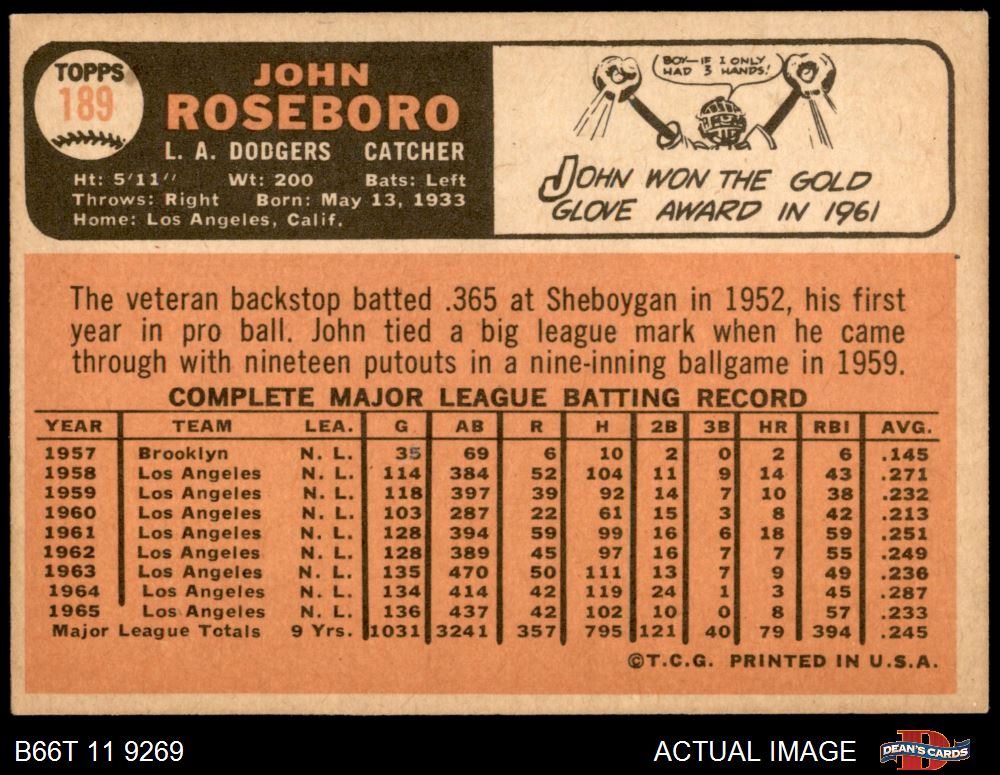 TOPPS
189
JOHN
ROSEBORO
L. A. DODGERS CATCHER
Ht: 5'11" Wt: 200 Bats: Left
Throws: Right Born: May 13, 1933
Home: Los Angeles, Calif.
BOY—IF I ONLY
HAD 3 HANDS!
JOHN WON THE GOLD
GLOVE AWARD IN 1961
The veteran backstop batted .365 at Sheboygan in 1952, his first
year in pro ball. John tied a big league mark when he came
through with nineteen putouts in a nine-inning ballgame in 1959.
COMPLETE MAJOR LEAGUE BATTING RECORD
YEAR TEAM LEA. G AB R H 2B 3B HR RBI AVG.
1957 Brooklyn N. L. 35 69 6 10 2 0 2 6 .145
1958 Los Angeles N. L. 114 384 52 104 11 9 14 43 .271
1959 Los Angeles N. L. 118 397 39 92 14 7 10 38 .232
1960 Los Angeles N. L. 103 287 22 61 15 3 8 42 .213
1961 Los Angeles N. L. 128 394 59 99 16 6 18 59 .251
1962 Los Angeles N. L. 128 389 45 97 16 7 7 55 .249
1963 Los Angeles N. L. 135 470 50 111 13 7 9 49 .236
1964 Los Angeles N. L. 134 414 42 119 24 1 3 45 .287
1965 Los Angeles N. L. 136 437 42 102 10 0 8 57 .233
Major League Totals 9 Yrs. 1031 3241 357 795 121 40 79 394 .245
©T.C.G. PRINTED IN U.S.A.
B66T 11 9269 ACTUAL IMAGE DEAN'S CARDS